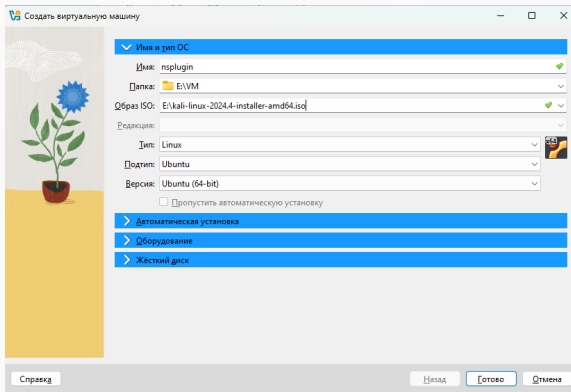 Создать виртуальную машину
Имя и тип ОС
Имя: nsplugin
Папка: E:\VM
Образ ISO: E:\kali-linux-2024.4-installer-amd64.iso
Редакция:
Тип: Linux
Подтип: Ubuntu
Версия: Ubuntu (64-bit)
Пропустить автоматическую установку
Автоматическая установка
Оборудование
Жёсткий диск
Справка Назад Готово Отмена